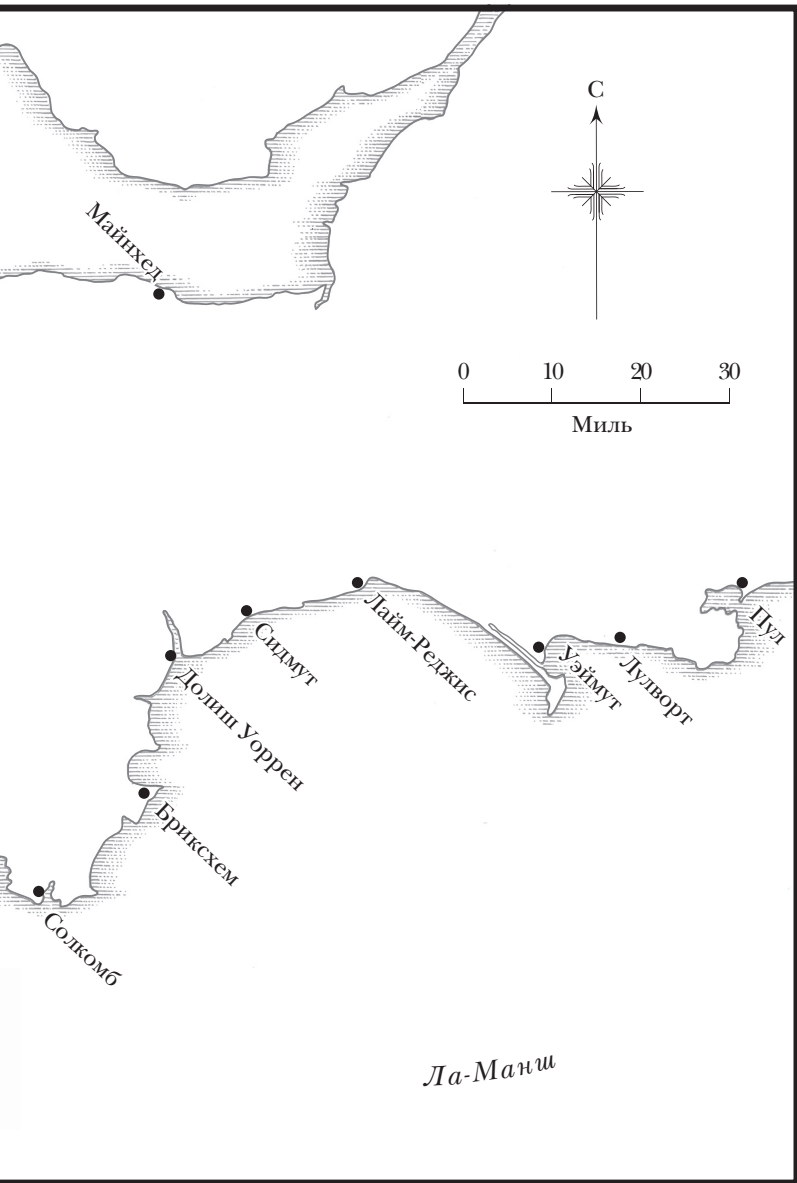 С
Майнхед
0 10 20 30
Миль
Лайм-Реджис
Сидмут
Пул
Уэймут
Лулворт
Долиш Уоррен
Бриксхем
Солкомб
Ла-Манш